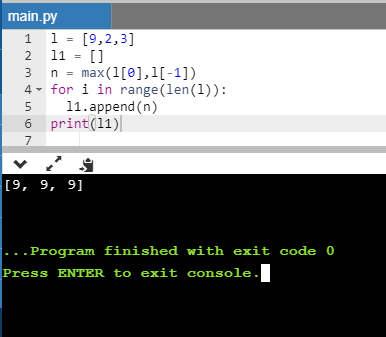 main.py
1 l = [9,2,3]
2 l1 = []
3 n = max(l[0],l[-1])
4 for i in range(len(l)):
5   l1.append(n)
6 print(l1)
7
[9, 9, 9]
...Program finished with exit code 0
Press ENTER to exit console.